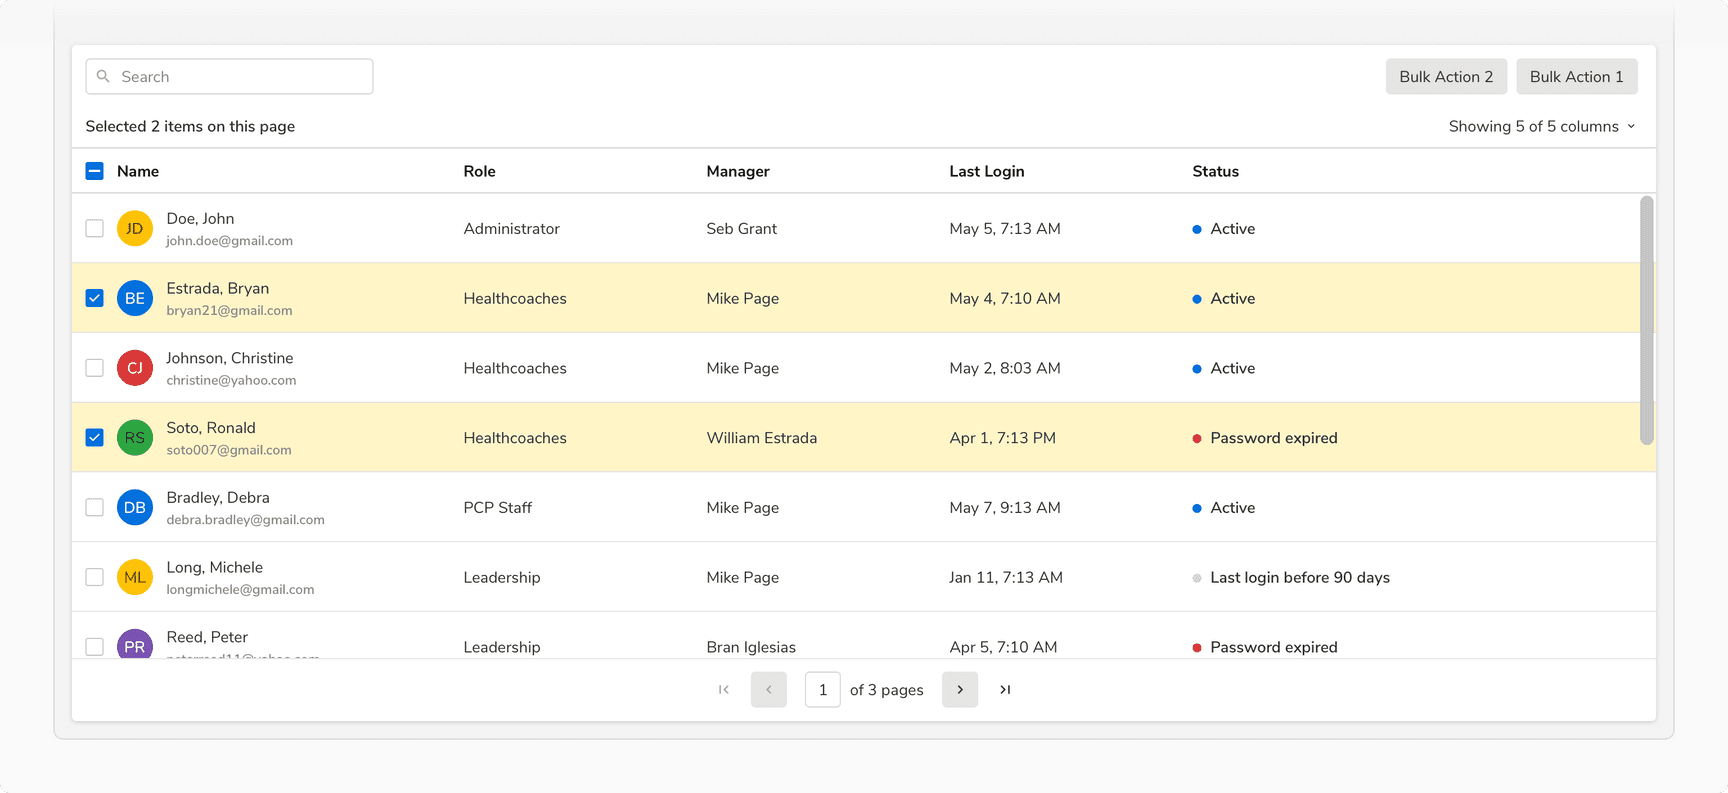 Search
Bulk Action 2
Bulk Action 1
Selected 2 items on this page
Showing 5 of 5 columns
Name Role Manager Last Login Status
JD Doe, John Administrator Seb Grant May 5, 7:13 AM Active
john.doe@gmail.com
BE Estrada, Bryan Healthcoaches Mike Page May 4, 7:10 AM Active
bryan21@gmail.com
CJ Johnson, Christine Healthcoaches Mike Page May 2, 8:03 AM Active
christine@yahoo.com
RS Soto, Ronald Healthcoaches William Estrada Apr 1, 7:13 PM Password expired
soto007@gmail.com
DB Bradley, Debra PCP Staff Mike Page May 7, 9:13 AM Active
debra.bradley@gmail.com
ML Long, Michele Leadership Mike Page Jan 11, 7:13 AM Last login before 90 days
longmichele@gmail.com
PR Reed, Peter Leadership Bran Iglesias Apr 5, 7:10 AM Password expired
1 of 3 pages